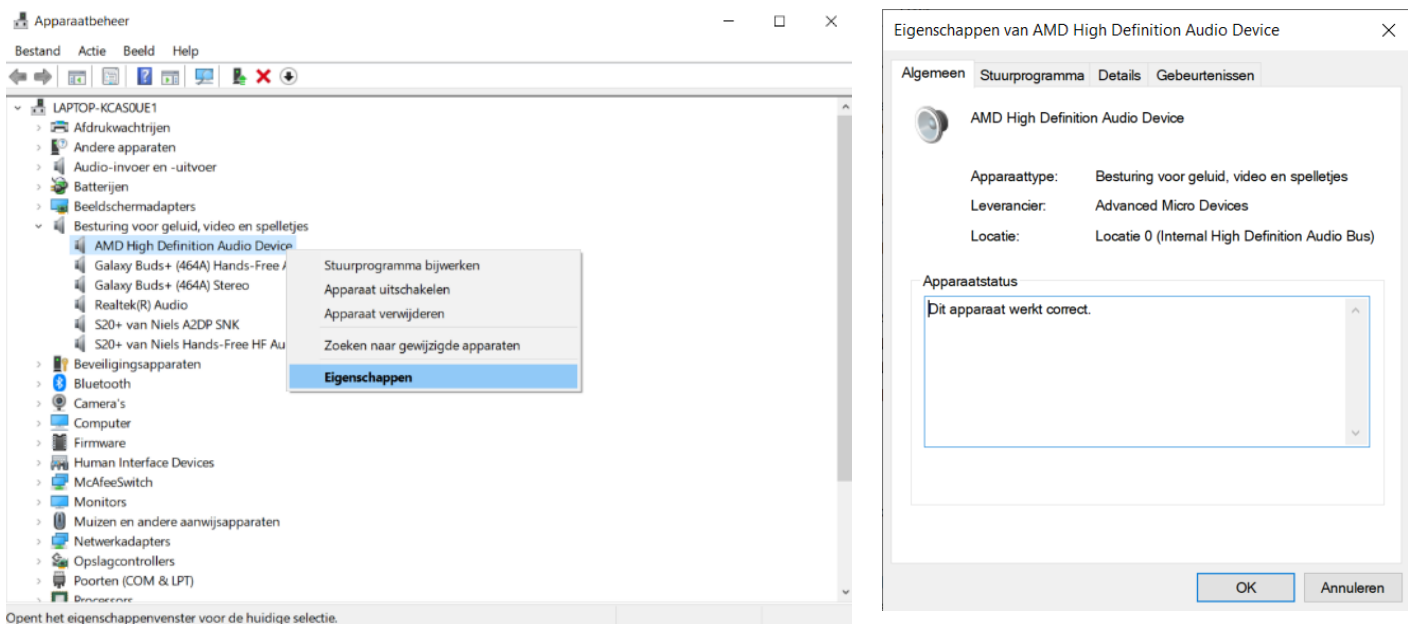 Apparaatbeheer
Bestand Actie Beeld Help
LAPTOP-KCAS0UE1
Afdrukwachtrijen
Andere apparaten
Audio-invoer en -uitvoer
Batterijen
Beeldschermadapters
Besturing voor geluid, video en spelletjes
AMD High Definition Audio Device
Galaxy Buds+ (464A) Hands-Free A
Galaxy Buds+ (464A) Stereo
Realtek(R) Audio
S20+ van Niels A2DP SNK
S20+ van Niels Hands-Free HF Au
Beveiligingsapparaten
Bluetooth
Camera's
Computer
Firmware
Human Interface Devices
McAfeeSwitch
Monitors
Muizen en andere aanwijsapparaten
Netwerkadapters
Opslagcontrollers
Poorten (COM & LPT)
Processors
Opent het eigenschappenvenster voor de huidige selectie.
Stuurprogramma bijwerken
Apparaat uitschakelen
Apparaat verwijderen
Zoeken naar gewijzigde apparaten
Eigenschappen
Eigenschappen van AMD High Definition Audio Device
Algemeen Stuurprogramma Details Gebeurtenissen
AMD High Definition Audio Device
Apparaattype: Besturing voor geluid, video en spelletjes
Leverancier: Advanced Micro Devices
Locatie: Locatie 0 (Internal High Definition Audio Bus)
Apparaatstatus
Dit apparaat werkt correct.
OK Annuleren